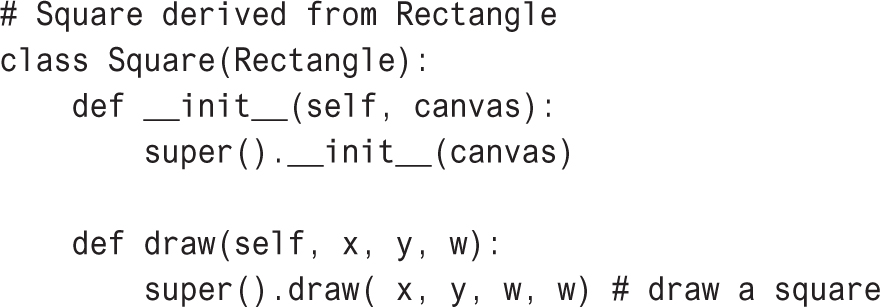 # Square derived from Rectangle
class Square(Rectangle):
    def __init__(self, canvas):
        super().__init__(canvas)

    def draw(self, x, y, w):
        super().draw( x, y, w, w) # draw a square